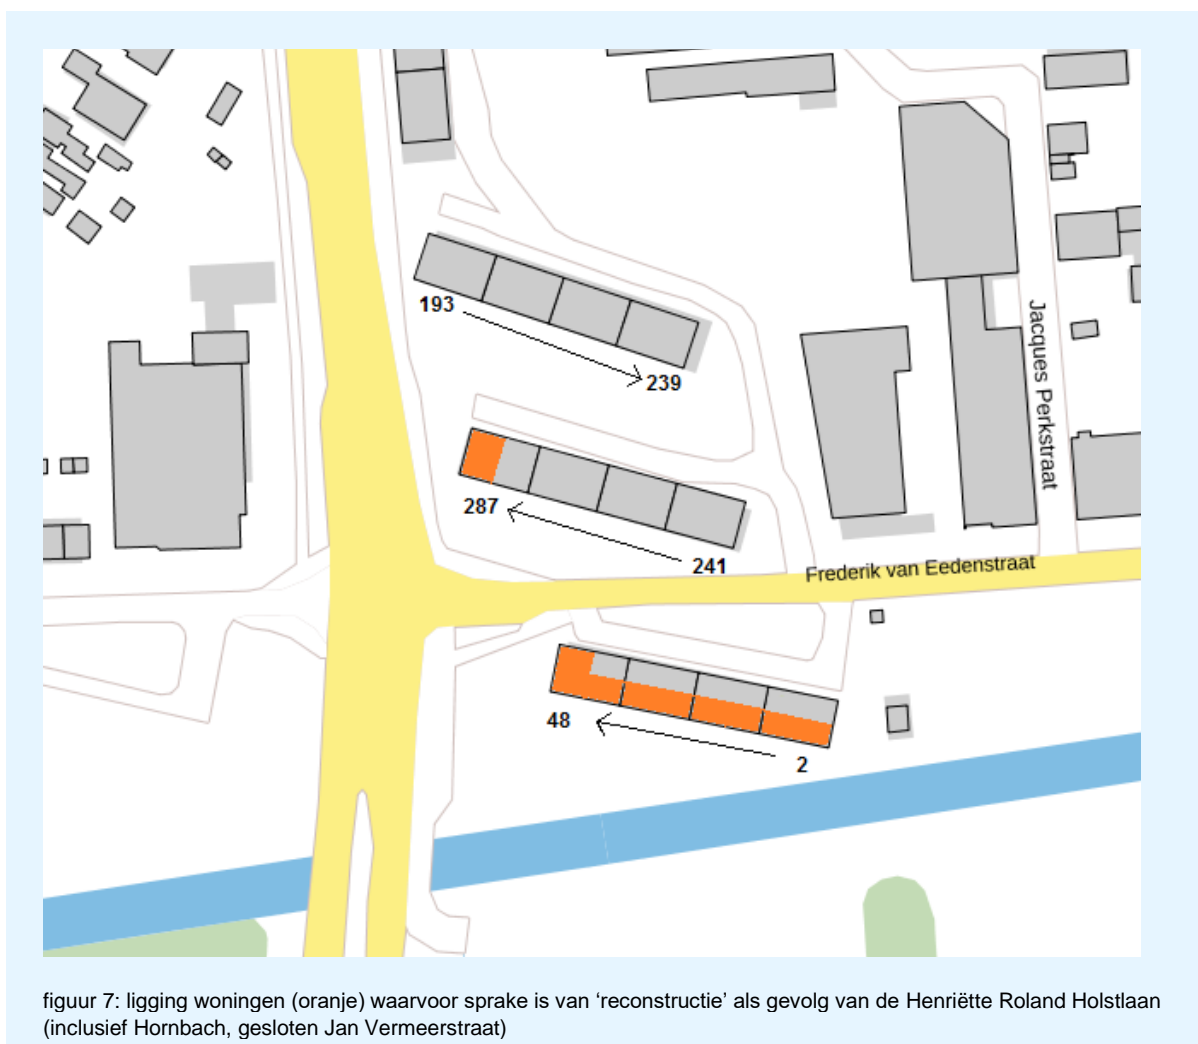 193
239
Jacques Perkstraat
287
241
Frederik van Eedenstraat
48
2
figuur 7: ligging woningen (oranje) waarvoor sprake is van ‘reconstructie’ als gevolg van de Henriëtte Roland Holstlaan
(inclusief Hornbach, gesloten Jan Vermeerstraat)